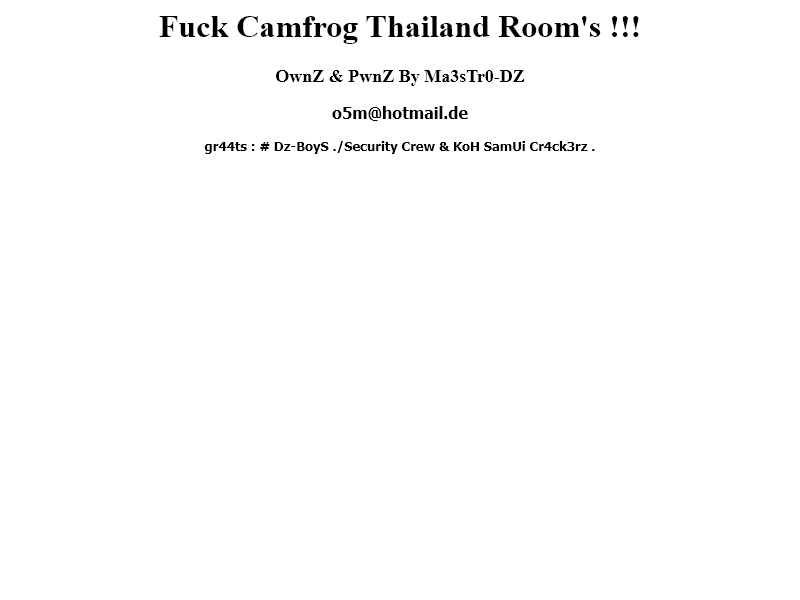 Fuck Camfrog Thailand Room's !!!
OwnZ & PwnZ By Ma3sTr0-DZ
o5m@hotmail.de
gr44ts : # Dz-BoyS ./Security Crew & KoH SamUi Cr4ck3rz .